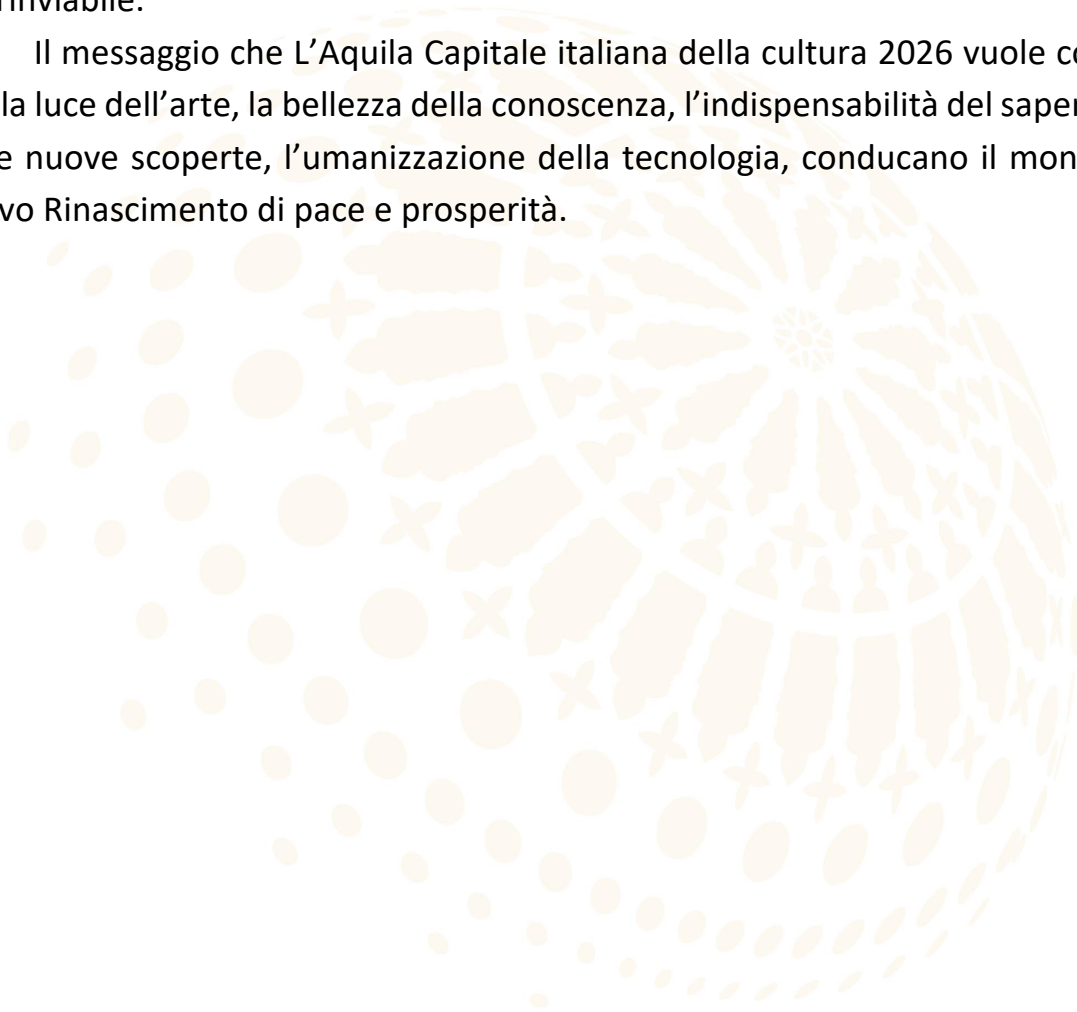 rinviabile.
Il messaggio che L’Aquila Capitale italiana della cultura 2026 vuole co
la luce dell’arte, la bellezza della conoscenza, l’indispensabilità del saper
e nuove scoperte, l’umanizzazione della tecnologia, conducano il mon
vo Rinascimento di pace e prosperità.